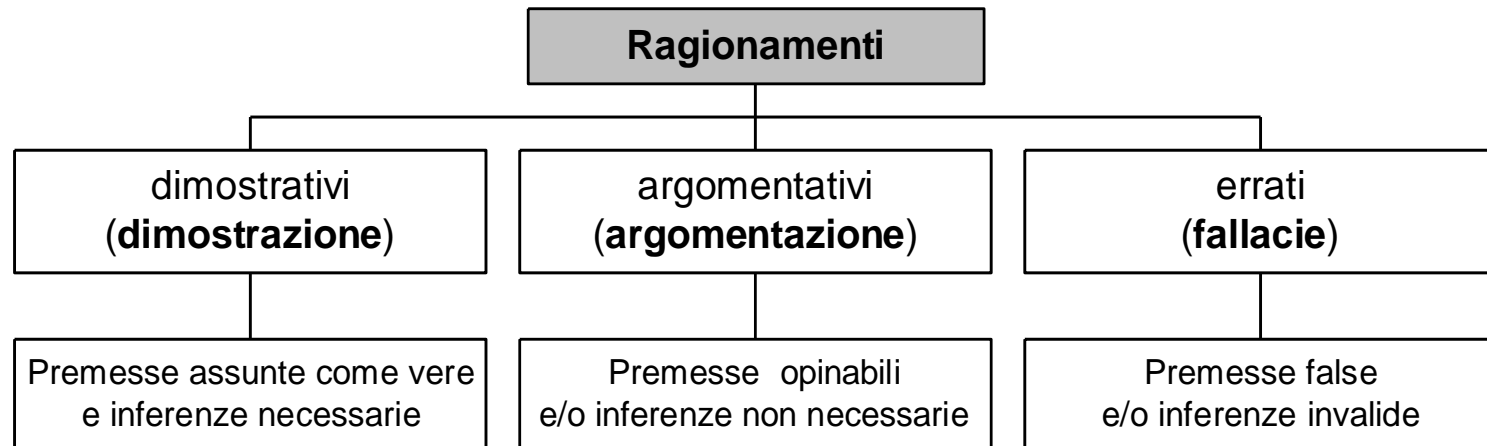 Ragionamenti
dimostrativi
(dimostrazione)
argomentativi
(argomentazione)
errati
(fallacie)
Premesse assunte come vere
e inferenze necessarie
Premesse opinabili
e/o inferenze non necessarie
Premesse false
e/o inferenze invalide